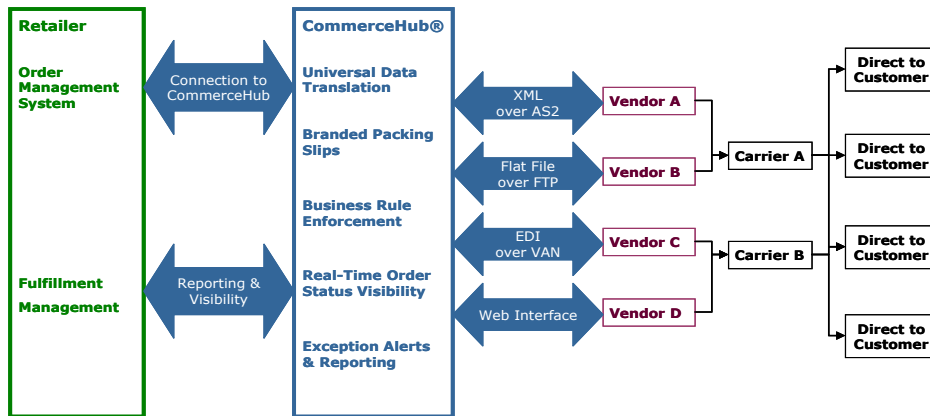 Retailer
Order
Management
System
Fulfillment
Management
Connection to
CommerceHub
Reporting &
Visibility
CommerceHub®
Universal Data
Translation
Branded Packing
Slips
Business Rule
Enforcement
Real-Time Order
Status Visibility
Exception Alerts
& Reporting
XML
over AS2
Flat File
over FTP
EDI
over VAN
Web Interface
Vendor A
Vendor B
Vendor C
Vendor D
Carrier A
Carrier B
Direct to
Customer
Direct to
Customer
Direct to
Customer
Direct to
Customer